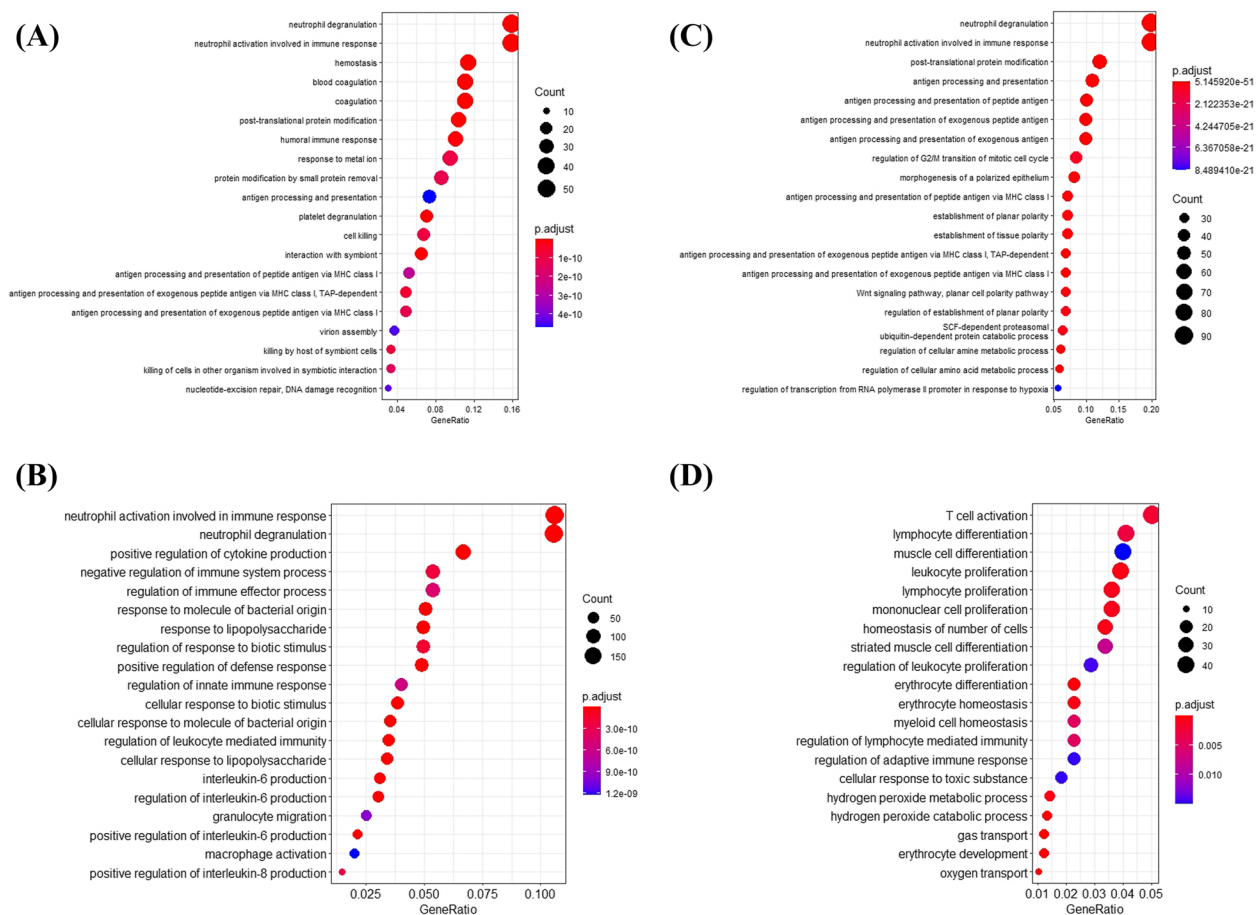 (A)
neutrophil degranulation
neutrophil activation involved in immune response
hemostasis
blood coagulation
coagulation
post-translational protein modification
humoral immune response
response to metal ion
protein modification by small protein removal
antigen processing and presentation
platelet degranulation
cell killing
interaction with symbiont
antigen processing and presentation of peptide antigen via MHC class I
antigen processing and presentation of exogenous peptide antigen via MHC class I, TAP-dependent
antigen processing and presentation of exogenous peptide antigen via MHC class I
virion assembly
killing by host of symbiont cells
killing of cells in other organism involved in symbiotic interaction
nucleotide-excision repair, DNA damage recognition
0.04 0.08 0.12 0.16
GeneRatio
Count
10
20
30
40
50
p.adjust
1e-10
2e-10
3e-10
4e-10
(C)
neutrophil degranulation
neutrophil activation involved in immune response
post-translational protein modification
antigen processing and presentation
antigen processing and presentation of peptide antigen
antigen processing and presentation of exogenous peptide antigen
antigen processing and presentation of exogenous antigen
regulation of G2/M transition of mitotic cell cycle
morphogenesis of a polarized epithelium
antigen processing and presentation of peptide antigen via MHC class I
establishment of planar polarity
establishment of tissue polarity
antigen processing and presentation of exogenous peptide antigen via MHC class I, TAP-dependent
antigen processing and presentation of exogenous peptide antigen via MHC class I
Wnt signaling pathway, planar cell polarity pathway
regulation of establishment of planar polarity
SCF-dependent proteasomal
ubiquitin-dependent protein catabolic process
regulation of cellular amine metabolic process
regulation of cellular amino acid metabolic process
regulation of transcription from RNA polymerase II promoter in response to hypoxia
0.05 0.10 0.15 0.20
GeneRatio
p.adjust
5.145920e-51
2.122353e-21
4.244705e-21
6.367058e-21
8.489410e-21
Count
30
40
50
60
70
80
90
(B)
neutrophil activation involved in immune response
neutrophil degranulation
positive regulation of cytokine production
negative regulation of immune system process
regulation of immune effector process
response to molecule of bacterial origin
response to lipopolysaccharide
regulation of response to biotic stimulus
positive regulation of defense response
regulation of innate immune response
cellular response to biotic stimulus
cellular response to molecule of bacterial origin
regulation of leukocyte mediated immunity
cellular response to lipopolysaccharide
interleukin-6 production
regulation of interleukin-6 production
granulocyte migration
positive regulation of interleukin-6 production
macrophage activation
positive regulation of interleukin-8 production
0.025 0.050 0.075 0.100
GeneRatio
Count
50
100
150
p.adjust
3.0e-10
6.0e-10
9.0e-10
1.2e-09
(D)
T cell activation
lymphocyte differentiation
muscle cell differentiation
leukocyte proliferation
lymphocyte proliferation
mononuclear cell proliferation
homeostasis of number of cells
striated muscle cell differentiation
regulation of leukocyte proliferation
erythrocyte differentiation
erythrocyte homeostasis
myeloid cell homeostasis
regulation of lymphocyte mediated immunity
regulation of adaptive immune response
cellular response to toxic substance
hydrogen peroxide metabolic process
hydrogen peroxide catabolic process
gas transport
erythrocyte development
oxygen transport
0.01 0.02 0.03 0.04 0.05
GeneRatio
Count
10
20
30
40
p.adjust
0.005
0.010